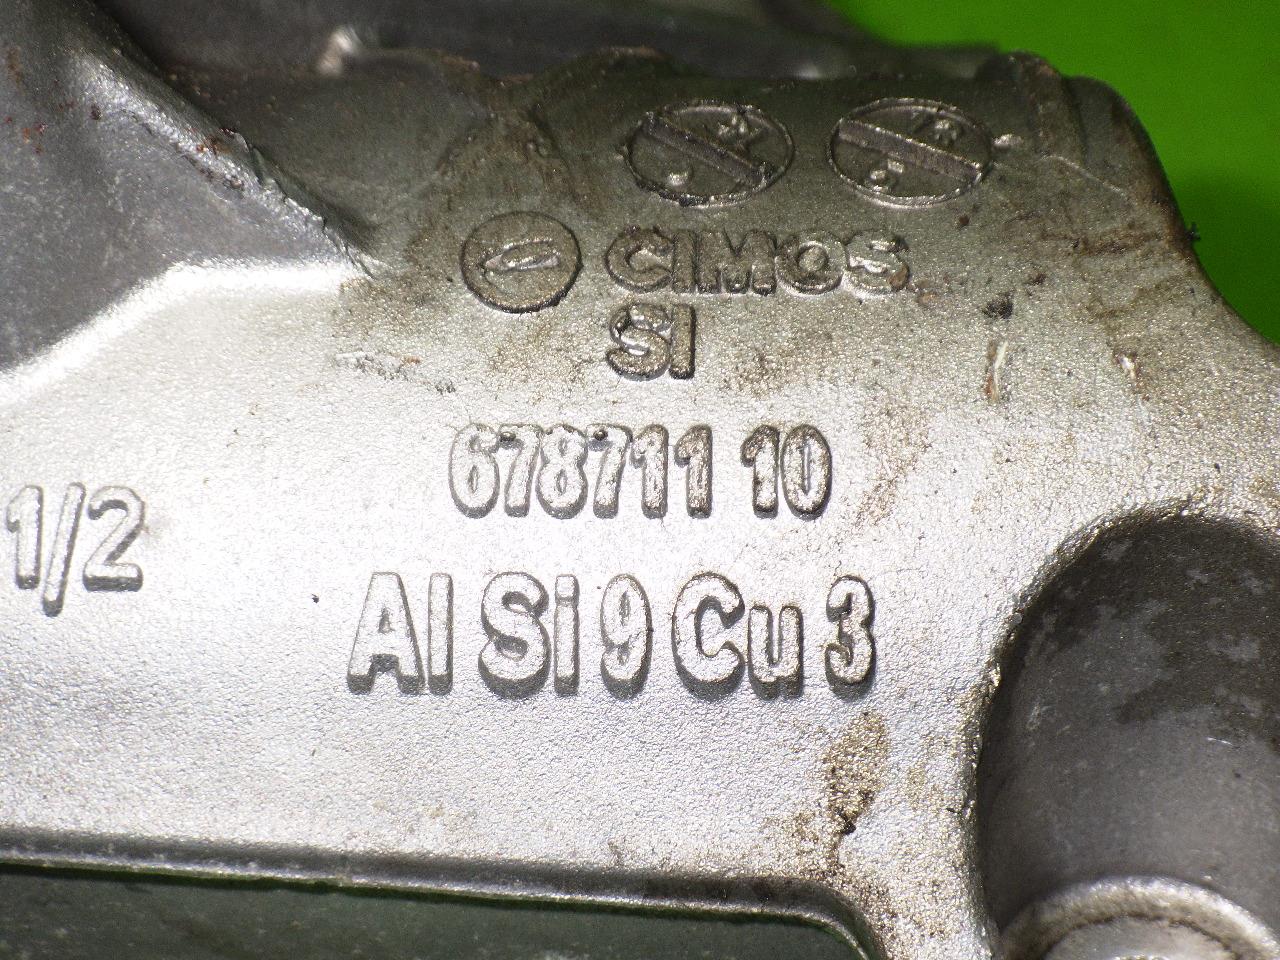 CIMOS
SI
678711 10
1/2
Al Si 9 Cu 3